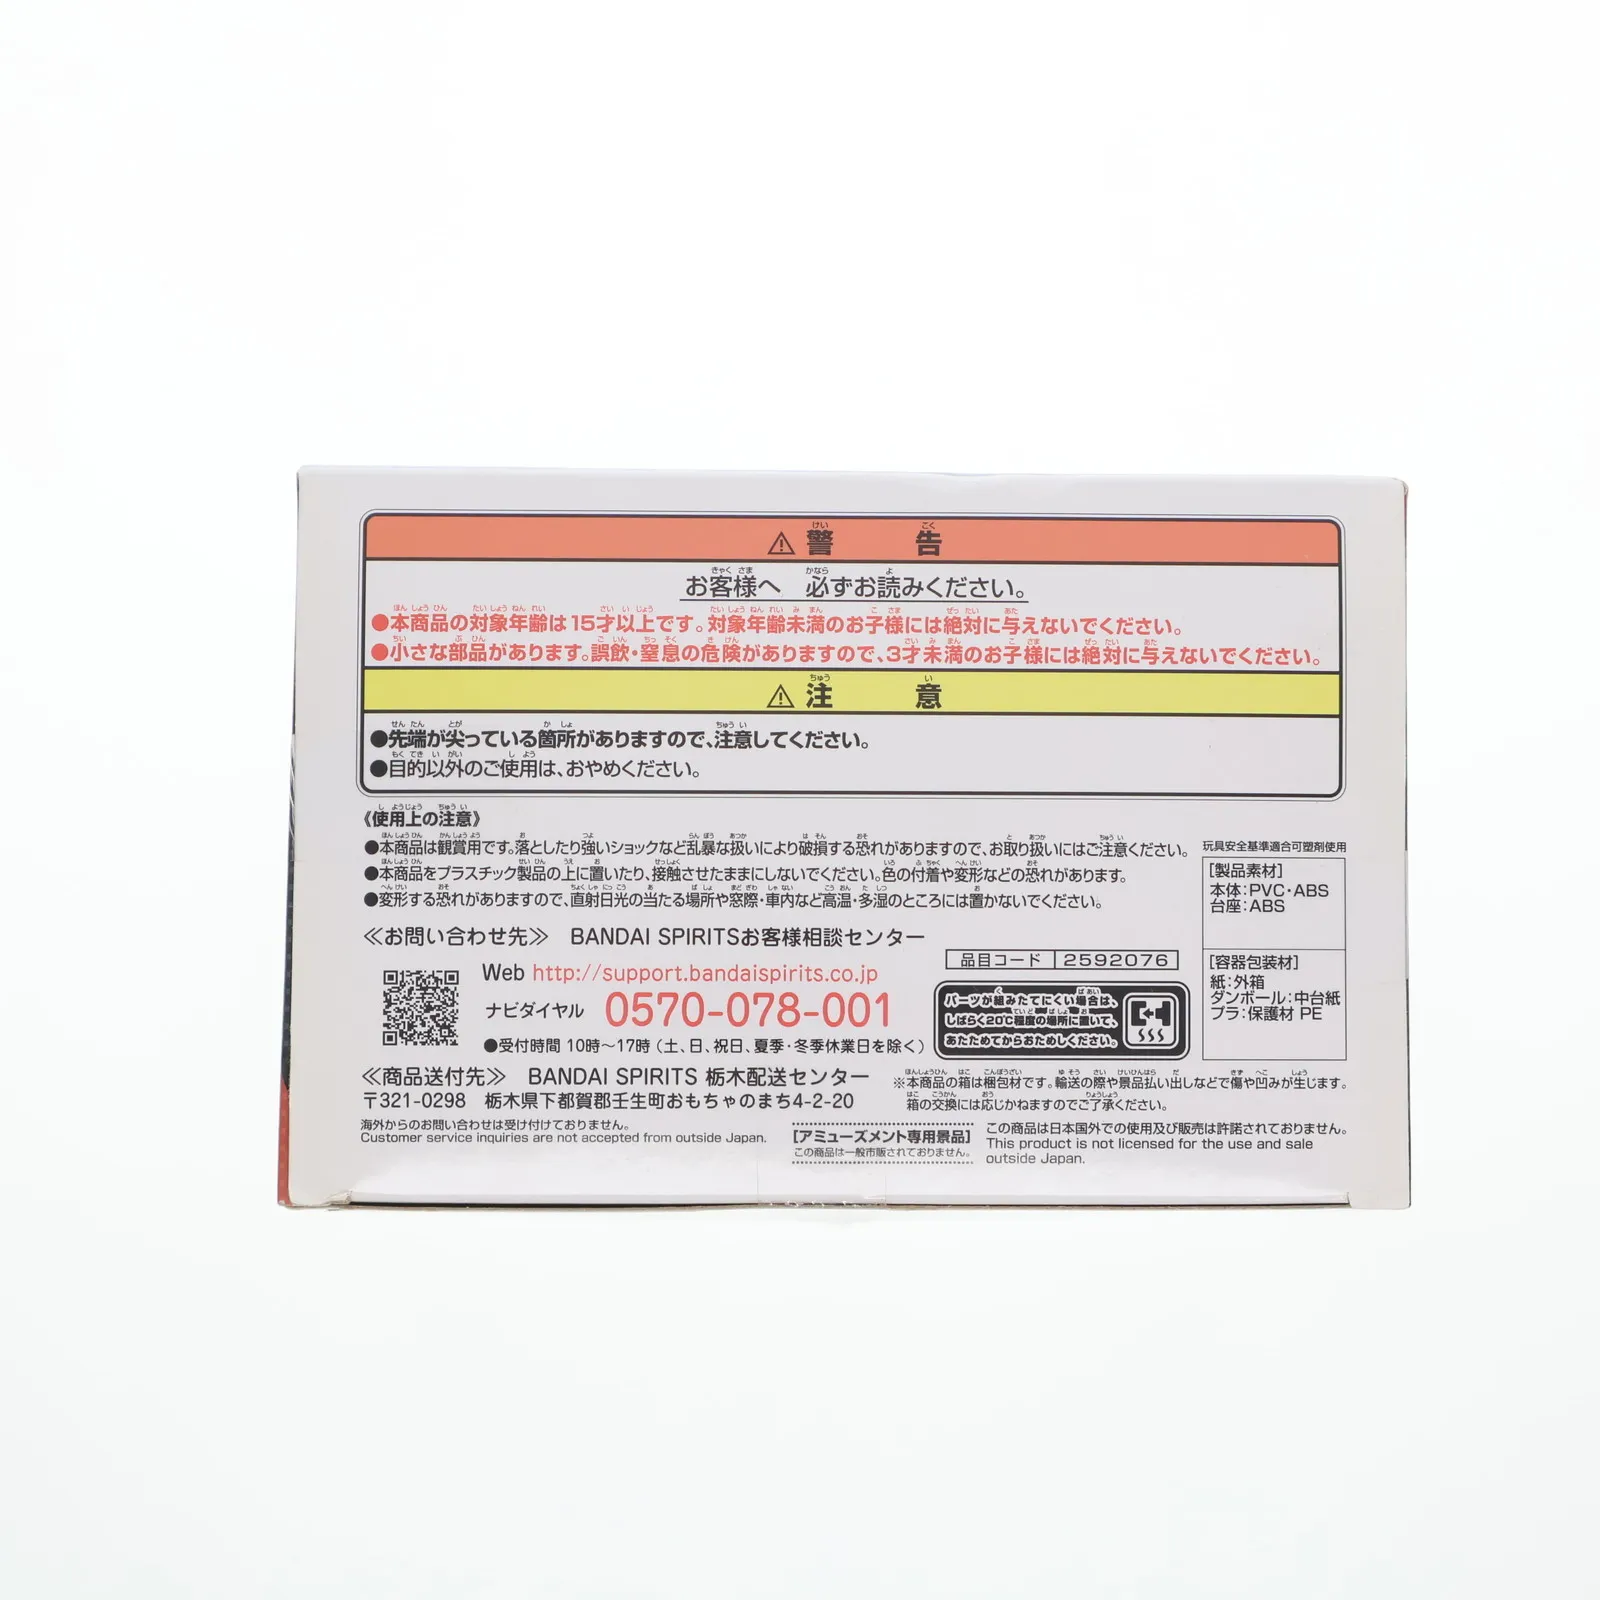 ⚠警告
お客様へ 必ずお読みください。
●本商品の対象年齢は15才以上です。対象年齢未満のお子様には絶対に与えないでください。
●小さな部品があります。誤飲・窒息の危険がありますので、3才未満のお子様には絶対に与えないでください。
⚠注意
●先端が尖っている箇所がありますので、注意してください。
●目的以外のご使用は、おやめください。
《使用上の注意》
●本商品は観賞用です。落としたり強いショックなど乱暴な扱いにより破損する恐れがありますので、お取り扱いにはご注意ください。
●本商品をプラスチック製品の上に置いたり、接触させたままにしないでください。色の付着や変形などの恐れがあります。
●変形する恐れがありますので、直射日光の当たる場所や窓際・車内など高温・多湿のところには置かないでください。
玩具安全基準適合可塑剤使用
[製品素材]
本体:PVC・ABS
台座:ABS
[容器包装材]
紙:外箱
ダンボール:中台紙
プラ:保護材 PE
≪お問い合わせ先≫ BANDAI SPIRITSお客様相談センター
Web http://support.bandaispirits.co.jp
ナビダイヤル 0570-078-001
●受付時間 10時〜17時（土、日、祝日、夏季・冬季休業日を除く）
品目コード 2592076
パーツが組みたてにくい場合は、
しばらく20℃程度の場所に置いて、
あたためてからおためしください。
≪商品送付先≫ BANDAI SPIRITS 栃木配送センター
〒321-0298 栃木県下都賀郡壬生町おもちゃのまち4-2-20
※本商品の箱は梱包材です。輸送の際や景品払い出しなどで傷や凹みが生じます。
箱の交換には応じかねますのでご了承ください。
海外からのお問い合わせは受け付けておりません。
Customer service inquiries are not accepted from outside Japan.
[アミューズメント専用景品]
この商品は一般市販されておりません。
この商品は日本国外での使用及び販売は許諾されておりません。
This product is not licensed for the use and sale
outside Japan.